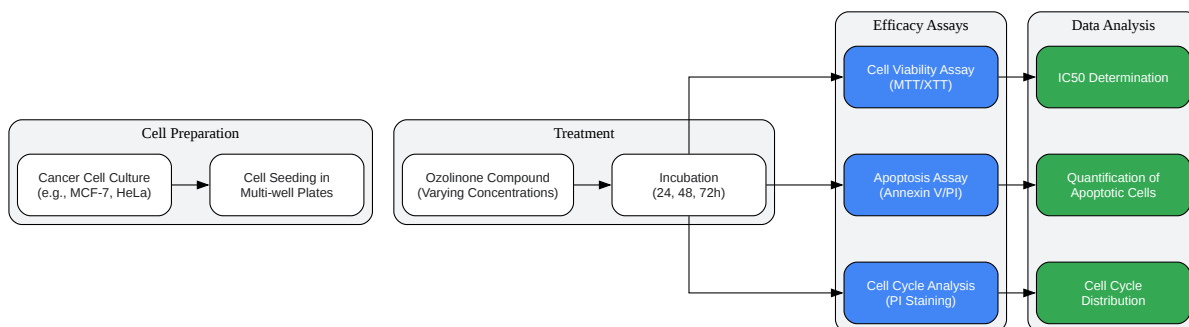 Cell Preparation
Cancer Cell Culture
(e.g., MCF-7, HeLa)
Cell Seeding in
Multi-well Plates
Treatment
Ozolinone Compound
(Varying Concentrations)
Incubation
(24, 48, 72h)
Efficacy Assays
Cell Viability Assay
(MTT/XTT)
Apoptosis Assay
(Annexin V/PI)
Cell Cycle Analysis
(PI Staining)
Data Analysis
IC50 Determination
Quantification of
Apoptotic Cells
Cell Cycle
Distribution